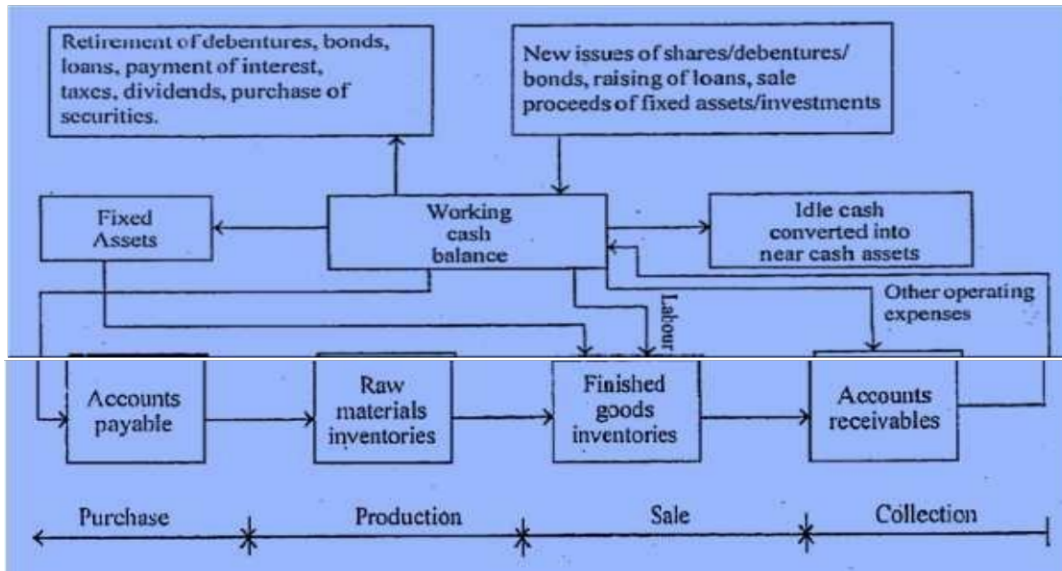 Retirement of debentures, bonds,
loans, payment of interest,
taxes, dividends, purchase of
securities.
New issues of shares/debentures/
bonds, raising of loans, sale
proceeds of fixed assets/investments
Fixed
Assets
Working
cash
balance
Idle cash
converted into
near cash assets
Labour
Other operating
expenses
Accounts
payable
Raw
materials
inventories
Finished
goods
inventories
Accounts
receivables
Purchase
Production
Sale
Collection